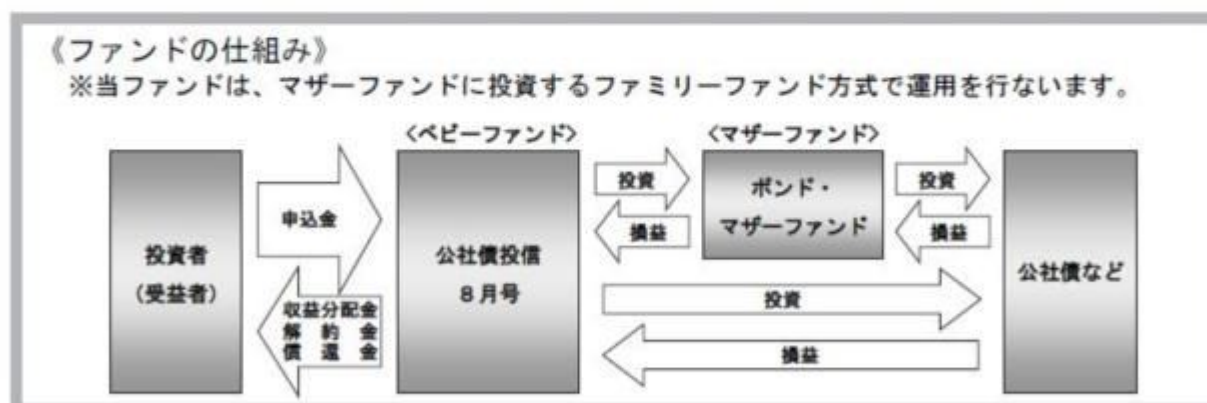 《ファンドの仕組み》
※当ファンドは、マザーファンドに投資するファミリーファンド方式で運用を行ないます。
〈ベビーファンド〉
〈マザーファンド〉
投資者
（受益者）
申込金
収益分配金
解約金
償還金
公社債投信
8月号
投資
損益
ボンド・
マザーファンド
投資
損益
投資
損益
公社債など